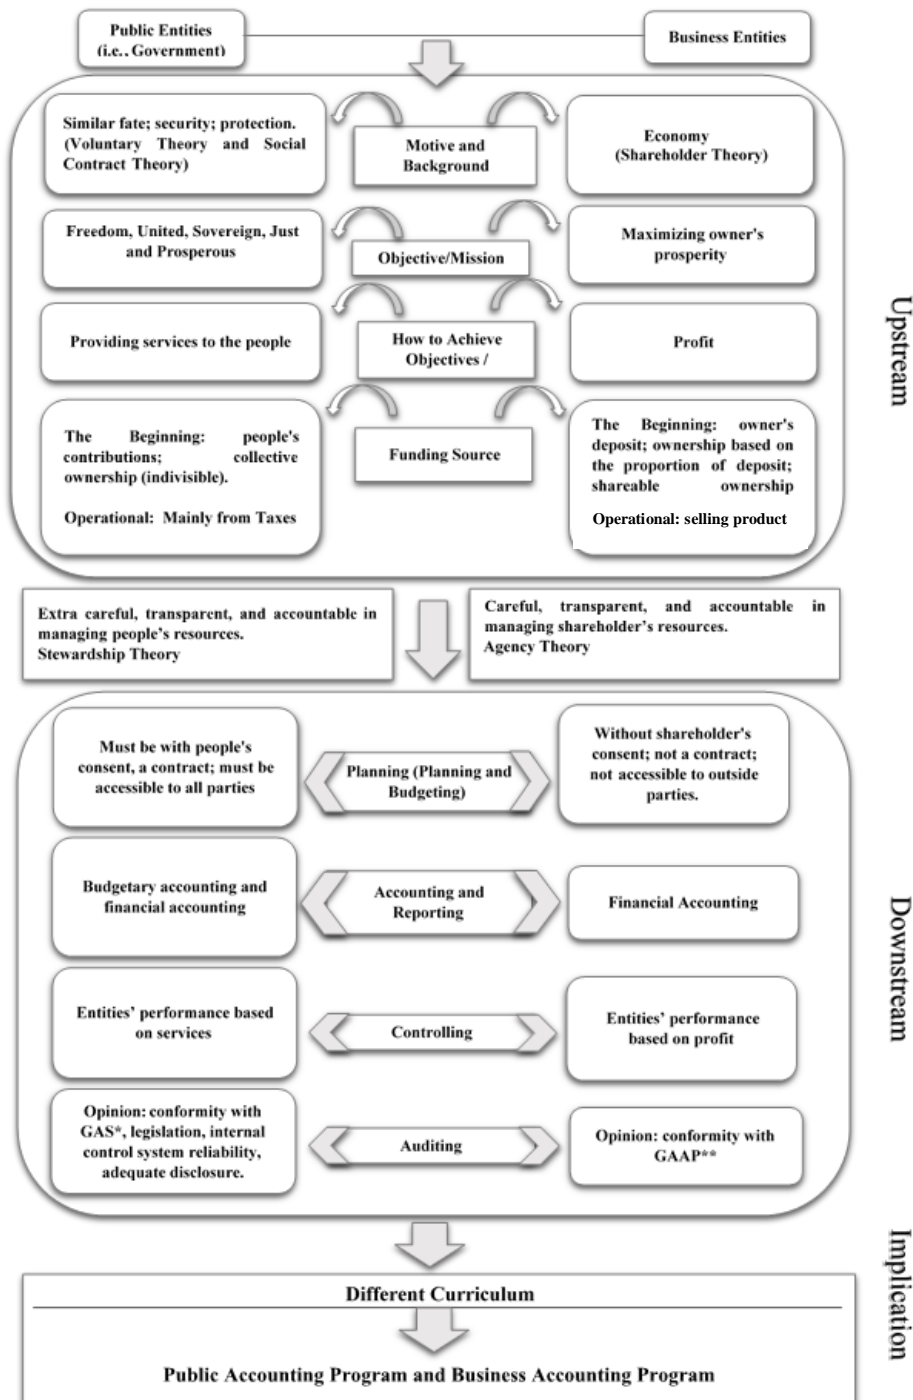 Public Entities
(i.e., Government)
Business Entities
Similar fate; security; protection.
(Voluntary Theory and Social
Contract Theory)
Motive and
Background
Economy
(Shareholder Theory)
Freedom, United, Sovereign, Just
and Prosperous
Objective/Mission
Maximizing owner's
prosperity
Providing services to the people
How to Achieve
Objectives /
Profit
The Beginning: people's
contributions; collective
ownership (indivisible).
Operational: Mainly from Taxes
Funding Source
The Beginning: owner's
deposit; ownership based on
the proportion of deposit;
shareable ownership
Operational: selling product
Upstream
Extra careful, transparent, and accountable in
managing people's resources.
Stewardship Theory
Careful, transparent, and accountable in
managing shareholder's resources.
Agency Theory
Must be with people's
consent, a contract; must be
accessible to all parties
Planning (Planning and
Budgeting)
Without shareholder's
consent; not a contract;
not accessible to outside
parties.
Budgetary accounting and
financial accounting
Accounting and
Reporting
Financial Accounting
Entities' performance based
on services
Controlling
Entities' performance
based on profit
Opinion: conformity with
GAS*, legislation, internal
control system reliability,
adequate disclosure.
Auditing
Opinion: conformity with
GAAP**
Downstream
Different Curriculum
Public Accounting Program and Business Accounting Program
Implication